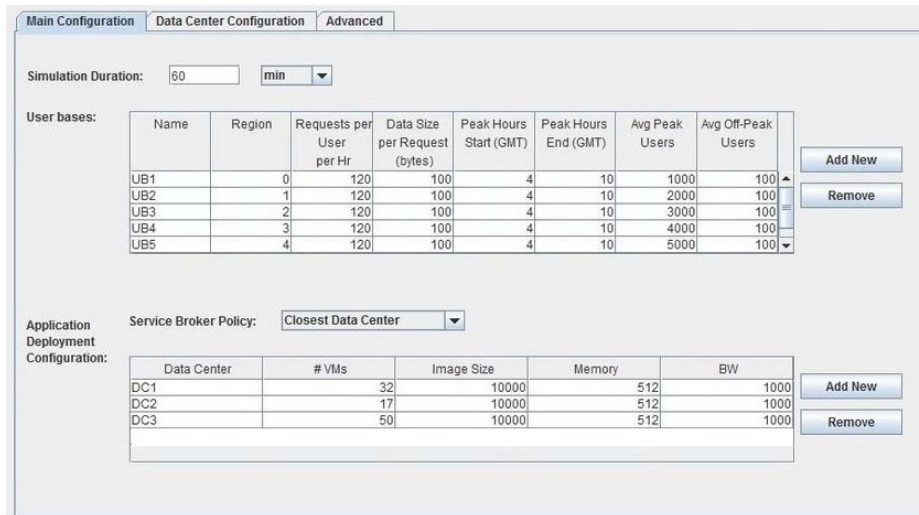 Main Configuration Data Center Configuration Advanced
Simulation Duration: 60 min
User bases:
Name Region Requests per User per Hr Data Size per Request (bytes) Peak Hours Start (GMT) Peak Hours End (GMT) Avg Peak Users Avg Off-Peak Users
UB1 0 120 100 4 10 1000 100
UB2 1 120 100 4 10 2000 100
UB3 2 120 100 4 10 3000 100
UB4 3 120 100 4 10 4000 100
UB5 4 120 100 4 10 5000 100
Add New
Remove
Application Deployment Configuration:
Service Broker Policy: Closest Data Center
Data Center # VMs Image Size Memory BW
DC1 32 10000 512 1000
DC2 17 10000 512 1000
DC3 50 10000 512 1000
Add New
Remove